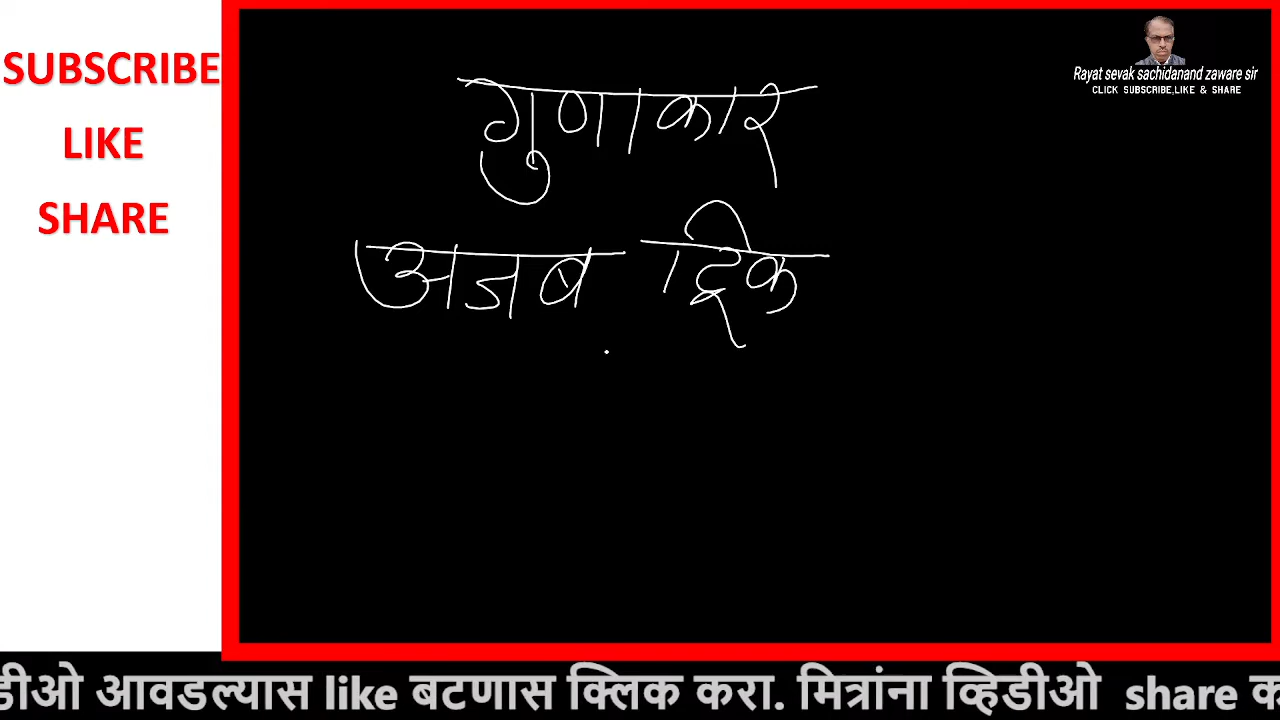 SUBSCRIBE
LIKE
SHARE
Rayat sevak sachidanand zaware sir
CLICK SUBSCRIBE,LIKE & SHARE
गुणाकार
अजब ट्रिक
डीओ आवडल्यास like बटणास क्लिक करा. मित्रांना व्हिडीओ share क